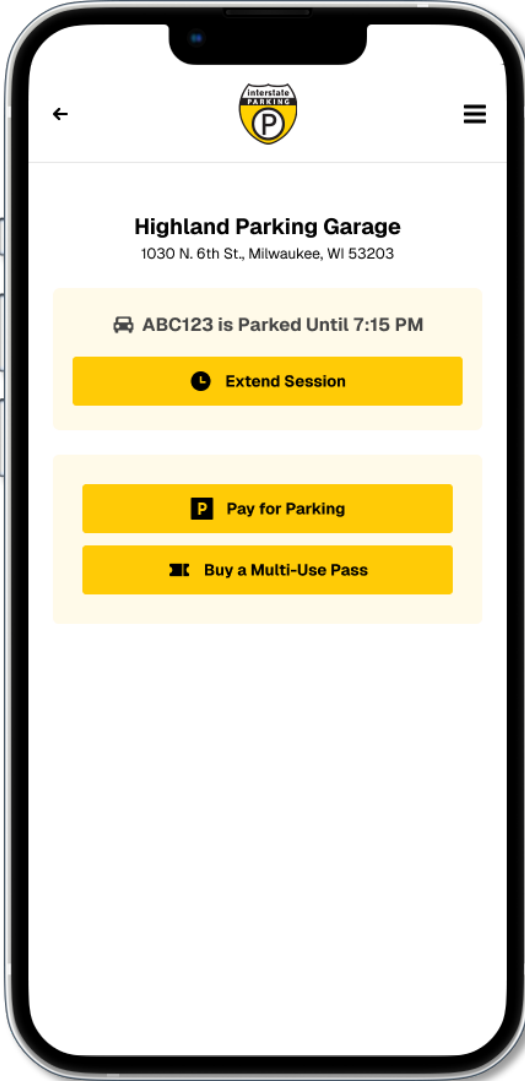 interstate
PARKING
P
Highland Parking Garage
1030 N. 6th St., Milwaukee, WI 53203
ABC123 is Parked Until 7:15 PM
Extend Session
P Pay for Parking
Buy a Multi-Use Pass